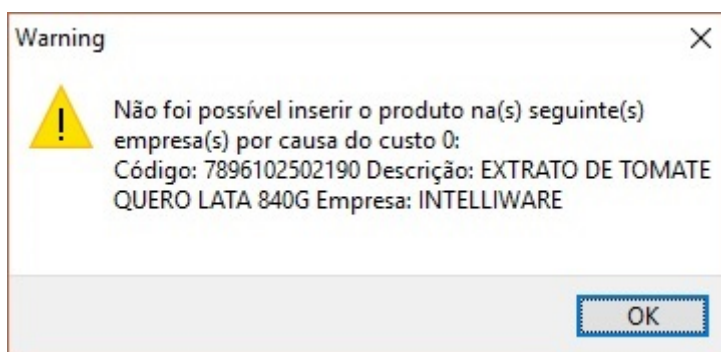 Warning
Não foi possível inserir o produto na(s) seguinte(s)
empresa(s) por causa do custo 0:
Código: 7896102502190 Descrição: EXTRATO DE TOMATE
QUERO LATA 840G Empresa: INTELLIWARE
OK